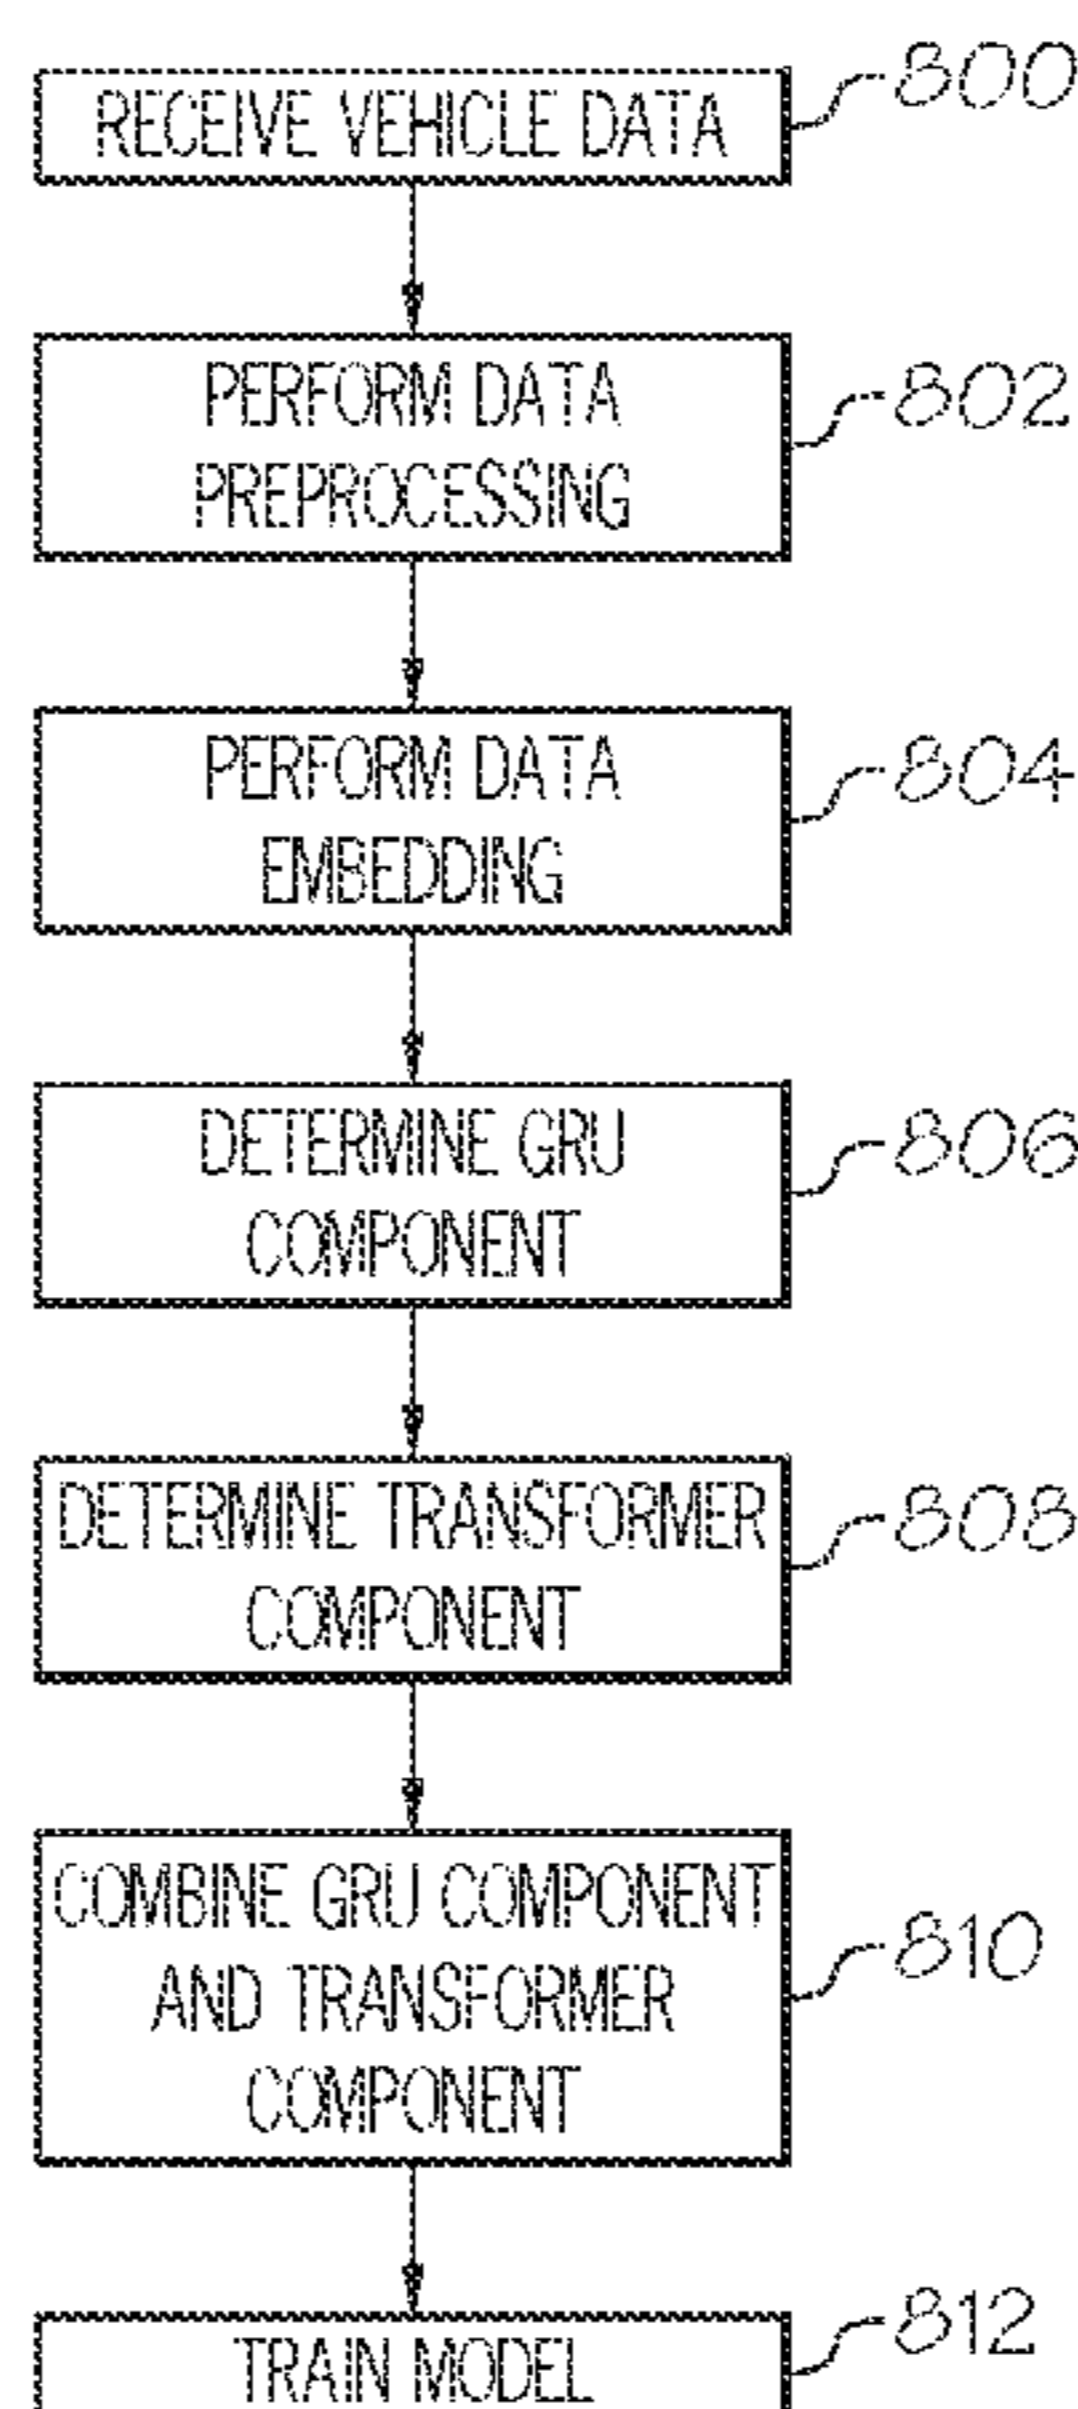 RECEIVE VEHICLE DATA
800
PERFORM DATA
PREPROCESSING
802
PERFORM DATA
EMBEDDING
804
DETERMINE GRU
COMPONENT
806
DETERMINE TRANSFORMER
COMPONENT
808
COMBINE GRU COMPONENT
AND TRANSFORMER
COMPONENT
810
TRAIN MODEL
812